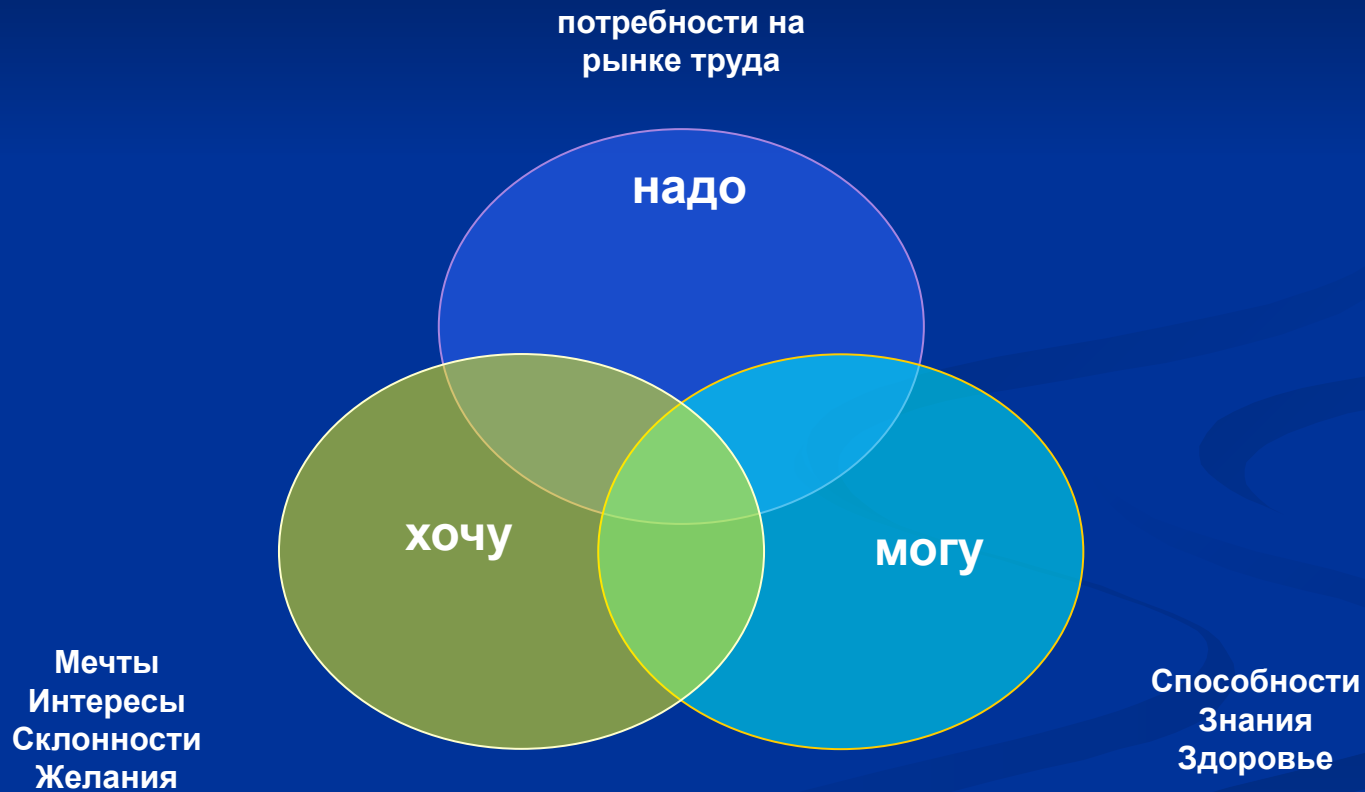 потребности на
рынке труда
надо
хочу
могу
Мечты
Интересы
Склонности
Желания
Способности
Знания
Здоровье